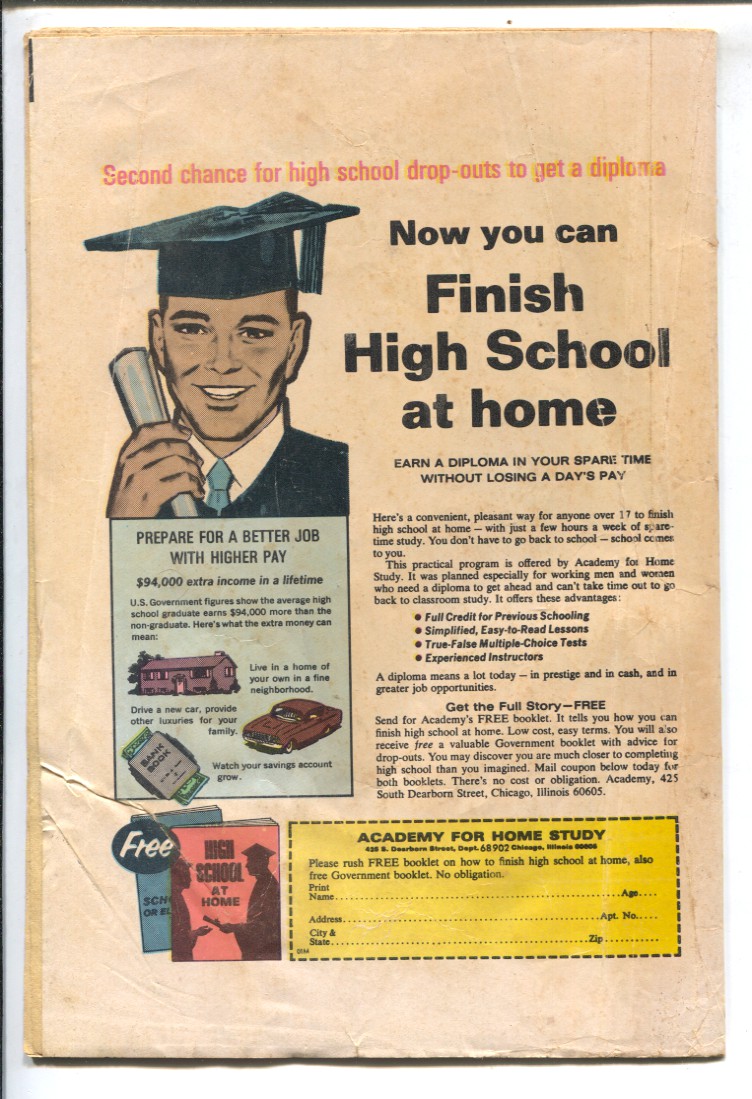 Second chance for high school drop-outs to get a diploma
Now you can
Finish
High School
at home
EARN A DIPLOMA IN YOUR SPARE TIME
WITHOUT LOSING A DAY'S PAY
PREPARE FOR A BETTER JOB
WITH HIGHER PAY
$94,000 extra income in a lifetime
U.S. Government figures show the average high
school graduate earns $94,000 more than the
non-graduate. Here's what the extra money can
mean:
Live in a home of
your own in a fine
neighborhood.
Drive a new car, provide
other luxuries for your
family.
BANK
BOOK
Watch your savings account
grow.
Here's a convenient, pleasant way for anyone over 17 to finish
high school at home — with just a few hours a week of spare-
time study. You don't have to go back to school — school comes
to you.
This practical program is offered by Academy for Home
Study. It was planned especially for working men and women
who need a diploma to get ahead and can't take time out to go
back to classroom study. It offers these advantages:
• Full Credit for Previous Schooling
• Simplified, Easy-to-Read Lessons
• True-False Multiple-Choice Tests
• Experienced Instructors
A diploma means a lot today — in prestige and in cash, and in
greater job opportunities.
Get the Full Story—FREE
Send for Academy's FREE booklet. It tells you how you can
finish high school at home. Low cost, easy terms. You will also
receive free a valuable Government booklet with advice for
drop-outs. You may discover you are much closer to completing
high school than you imagined. Mail coupon below today for
both booklets. There's no cost or obligation. Academy, 425
South Dearborn Street, Chicago, Illinois 60605.
Free
SCHO
OR EL
HIGH
SCHOOL
AT
HOME
ACADEMY FOR HOME STUDY
425 S. Dearborn Street, Dept. 68902 Chicago, Illinois 60605
Please rush FREE booklet on how to finish high school at home, also
free Government booklet. No obligation.
Print
Name.......... Age....
Address.......... Apt. No.....
City &
State.......... Zip..........